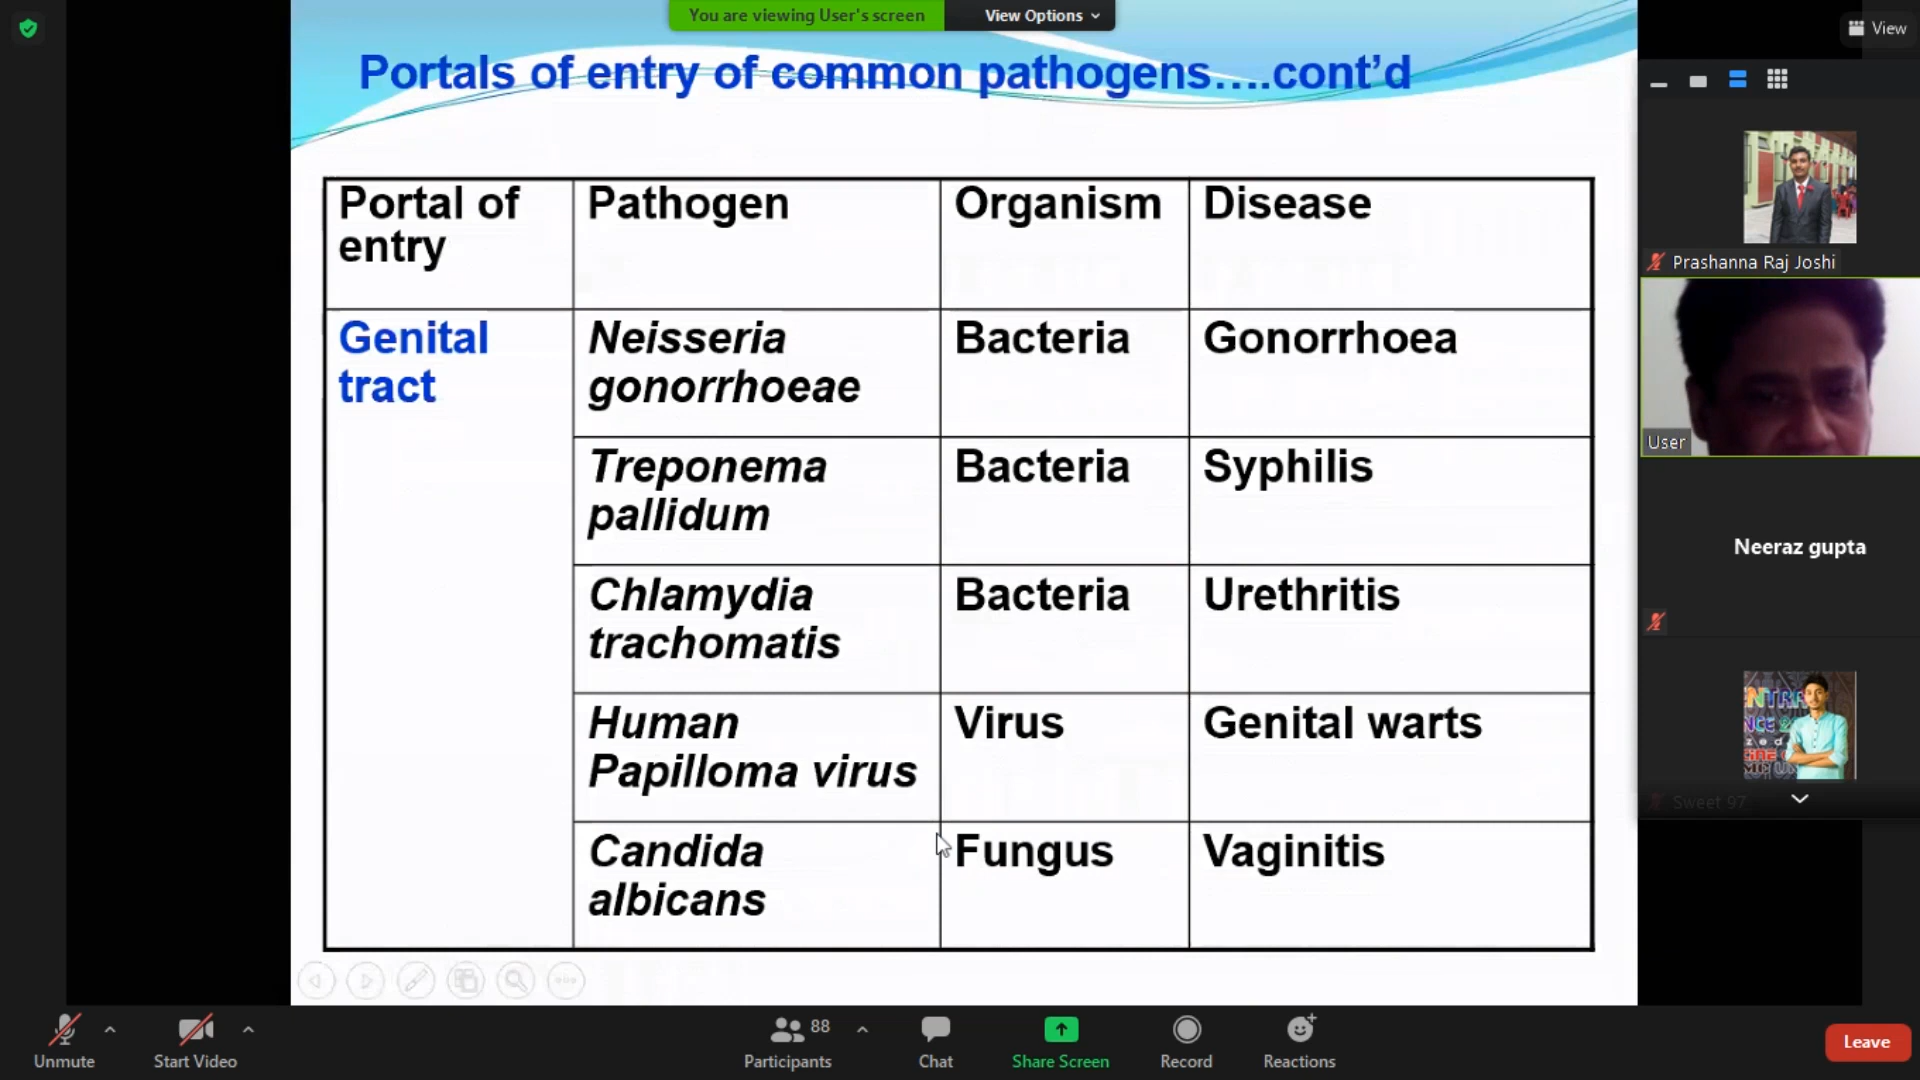 You are viewing User's screen
View Options
View
Portals of entry of common pathogens....cont'd
Portal of
entry
Pathogen
Organism
Disease
Genital
tract
Neisseria
gonorrhoeae
Bacteria
Gonorrhoea
Treponema
pallidum
Bacteria
Syphilis
Chlamydia
trachomatis
Bacteria
Urethritis
Human
Papilloma virus
Virus
Genital warts
Candida
albicans
Fungus
Vaginitis
Prashanna Raj Joshi
User
Neeraz gupta
Sweet 97
Unmute
Start Video
88
Participants
Chat
Share Screen
Record
Reactions
Leave